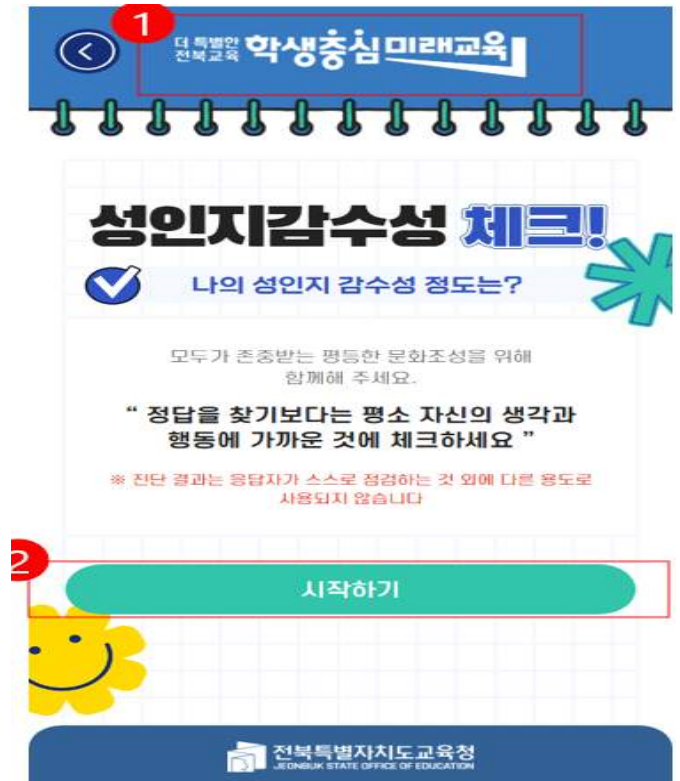 1
더 특별한
전북교육 학생중심 미래교육
성인지감수성 체크!
나의 성인지 감수성 정도는?
모두가 존중받는 평등한 문화조성을 위해
함께해 주세요.
“ 정답을 찾기보다는 평소 자신의 생각과
행동에 가까운 것에 체크하세요 ”
※ 진단 결과는 응답자가 스스로 점검하는 것 외에 다른 용도로
사용되지 않습니다
2
시작하기
전북특별자치도교육청
JEONBUK STATE OFFICE OF EDUCATION